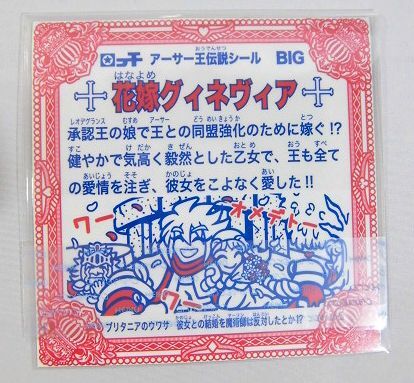 ロッ千 アーサー王伝説シール BIG
花嫁グィネヴィア
承認王の娘で王との同盟強化のために嫁ぐ!?
健やかで気高く毅然とした乙女で、王も全て
の愛情を注ぎ、彼女をこよなく愛した!!
ワー
オメデトー
ワー
ブリタニアのウワサ 彼女との結婚を魔術師は反対したとか!?